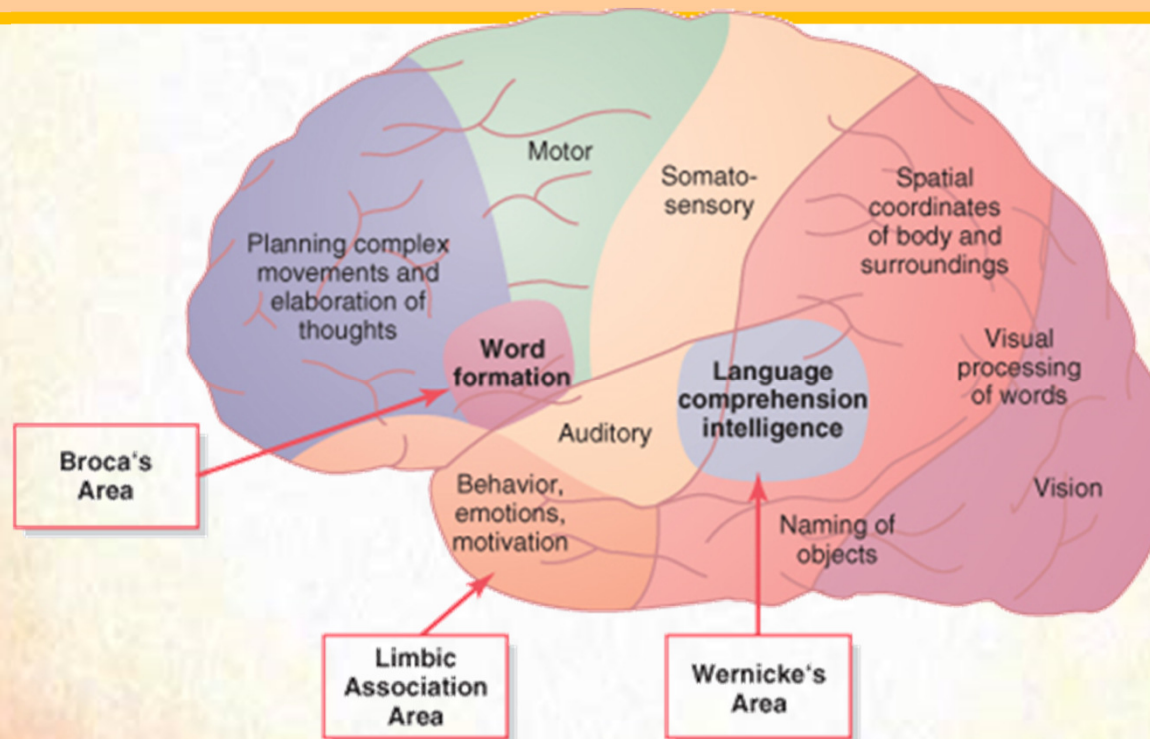 Motor
Somato-
sensory
Spatial
coordinates
of body and
surroundings
Planning complex
movements and
elaboration of
thoughts
Word
formation
Visual
processing
of words
Language
comprehension
intelligence
Auditory
Broca‘s
Area
Behavior,
emotions,
motivation
Vision
Naming of
objects
Limbic
Association
Area
Wernicke‘s
Area